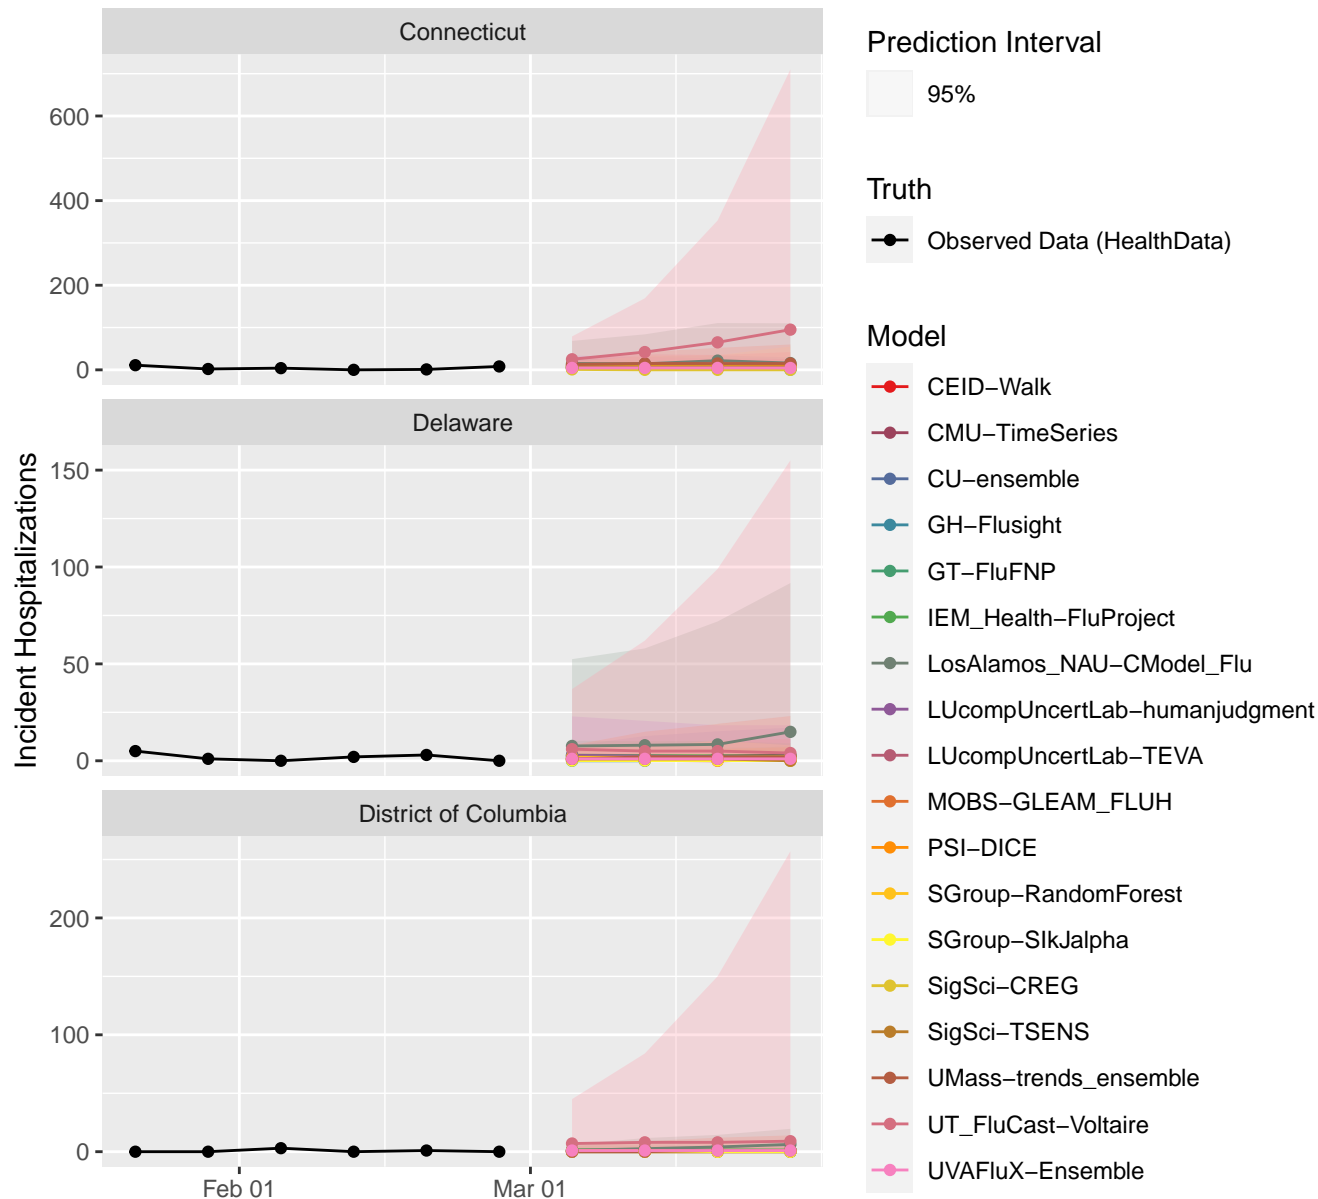 Connecticut
600
400
200
0
Delaware
150
100
50
0
District of Columbia
200
100
0
Feb 01
Mar 01
Incident Hospitalizations
Prediction Interval
95%
Truth
Observed Data (HealthData)
Model
CEID−Walk
CMU−TimeSeries
CU−ensemble
GH−Flusight
GT−FluFNP
IEM_Health−FluProject
LosAlamos_NAU−CModel_Flu
LUcompUncertLab−humanjudgment
LUcompUncertLab−TEVA
MOBS−GLEAM_FLUH
PSI−DICE
SGroup−RandomForest
SGroup−SIkJalpha
SigSci−CREG
SigSci−TSENS
UMass−trends_ensemble
UT_FluCast−Voltaire
UVAFluX−Ensemble